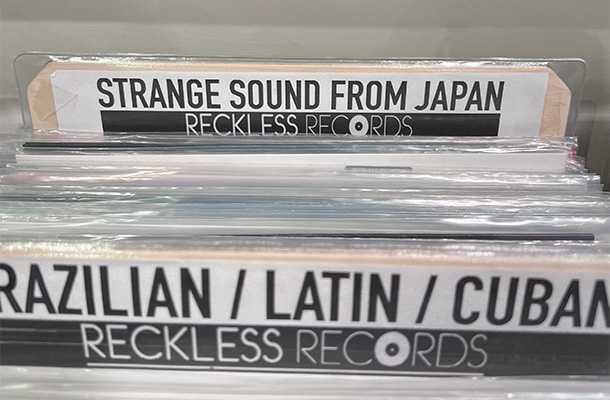 STRANGE SOUND FROM JAPAN
RECKLESS RECORDS
RAZILIAN / LATIN / CUBAN
RECKLESS RECORDS